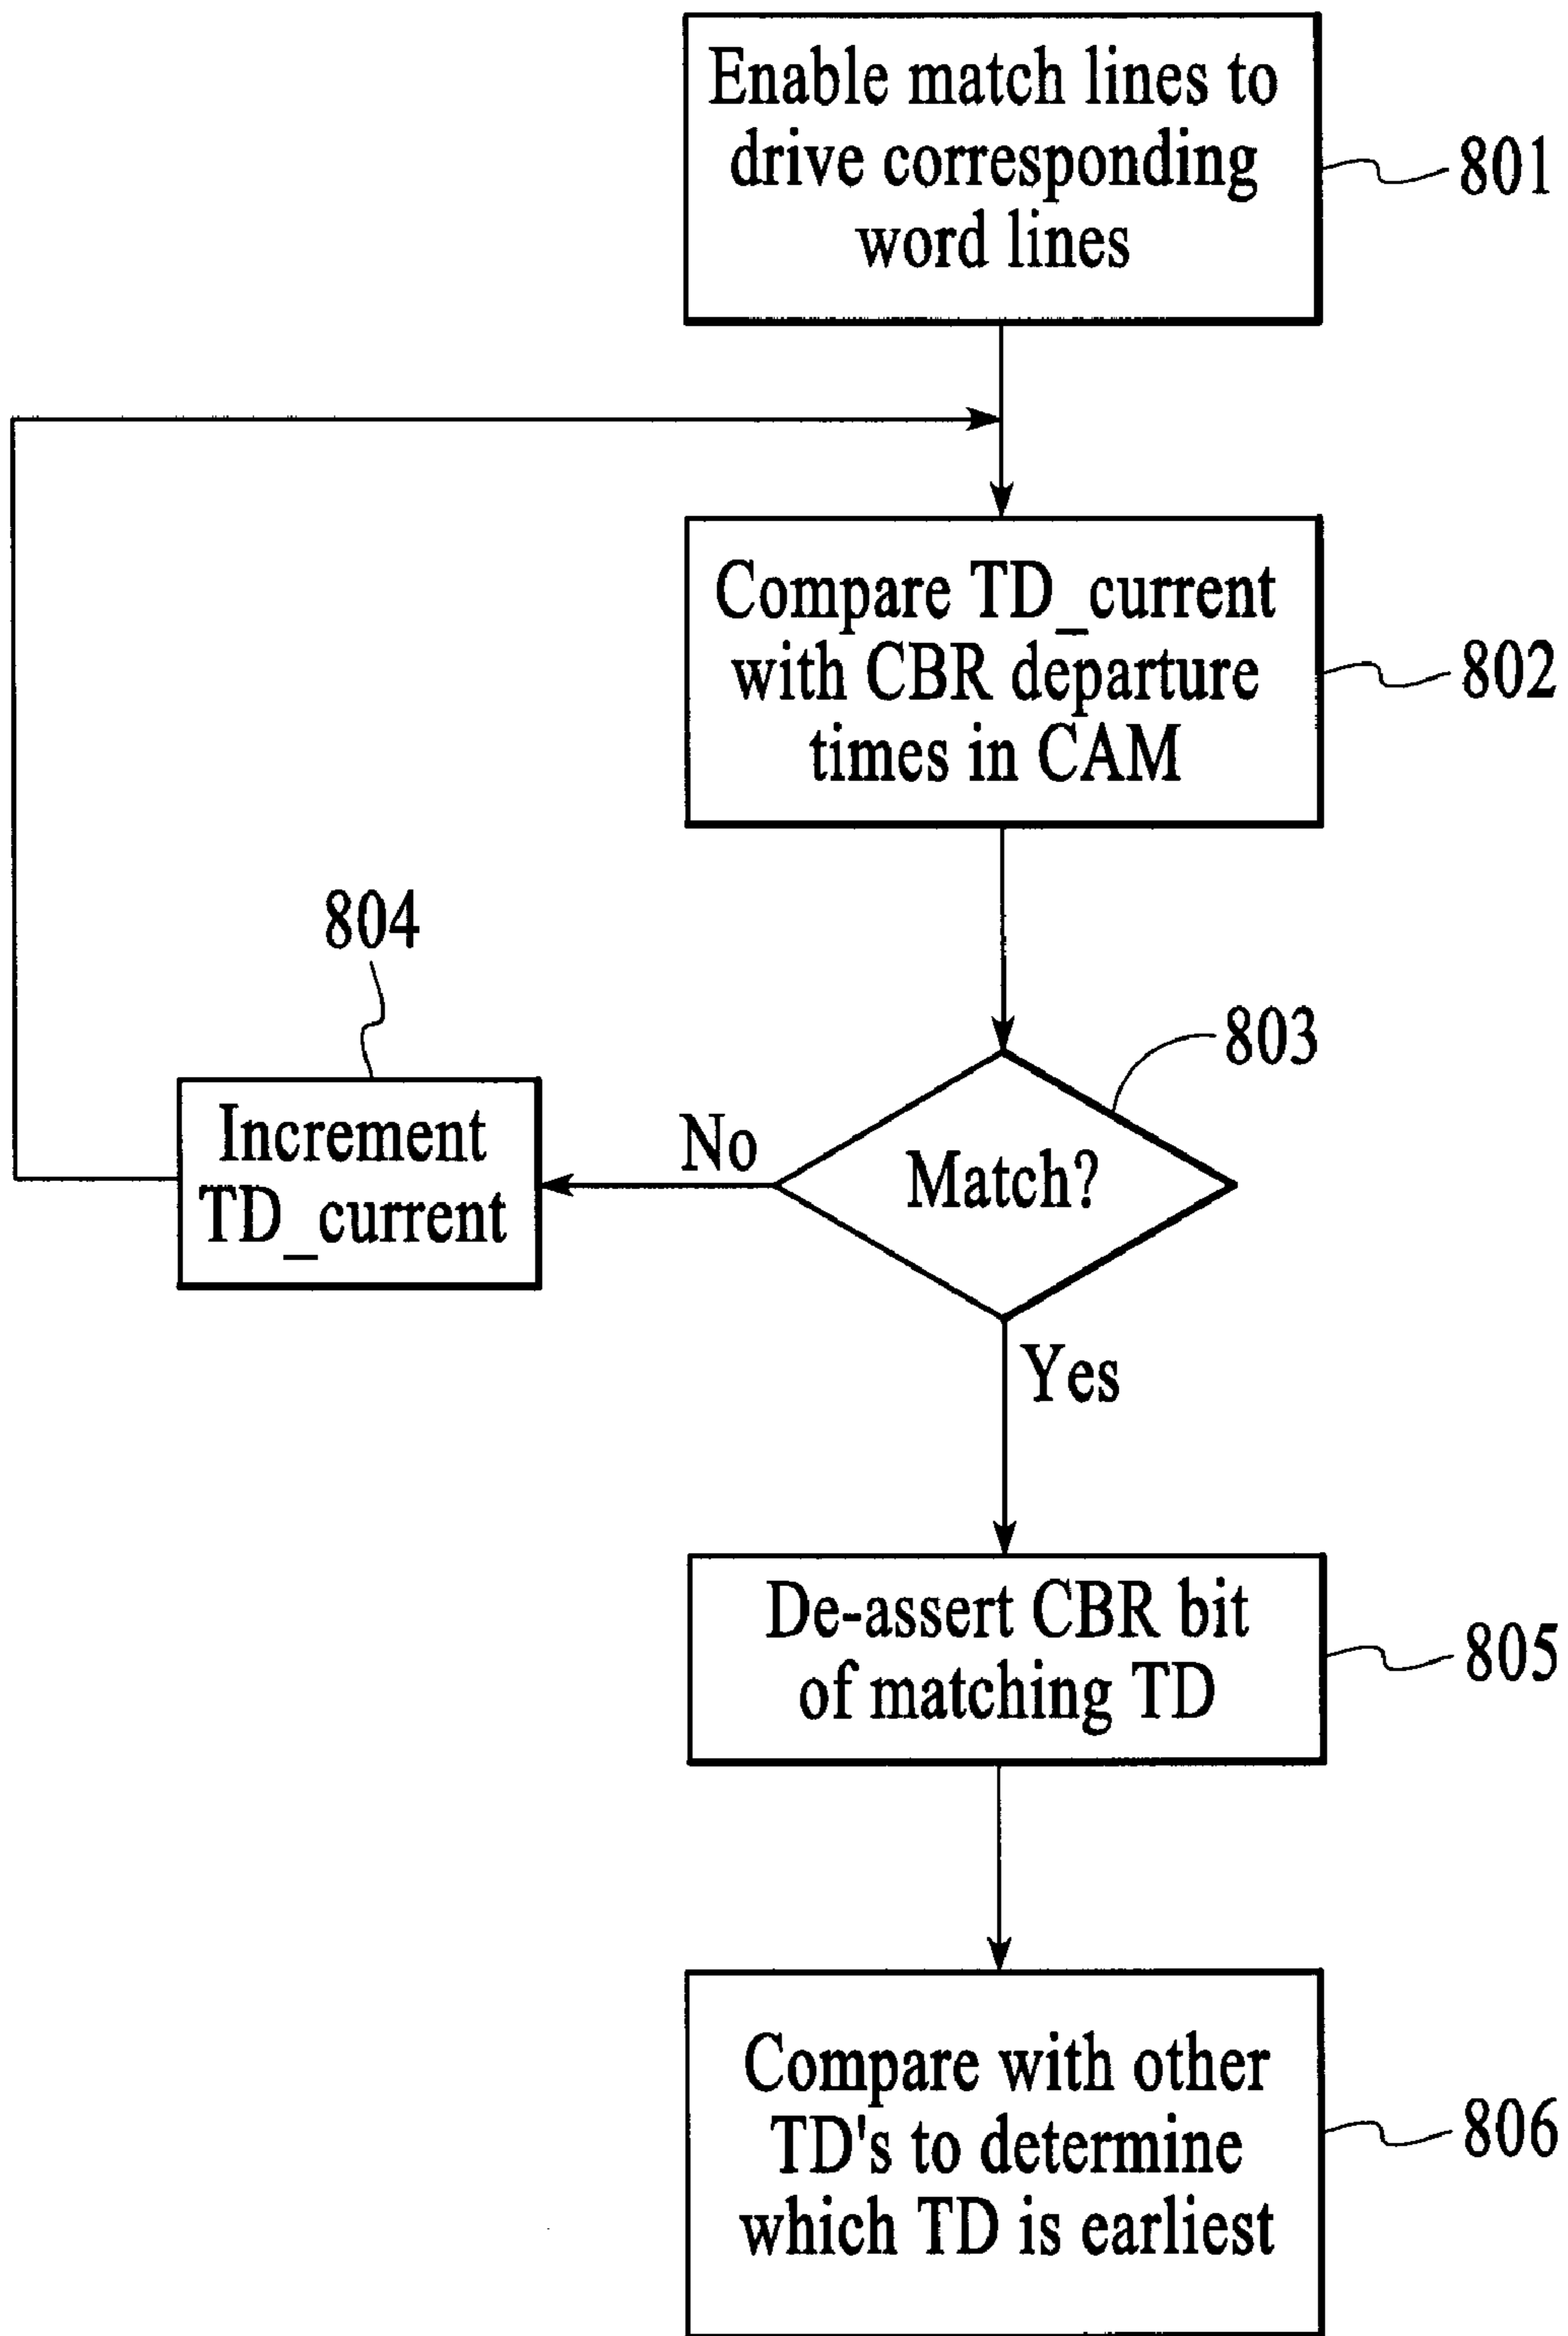 Enable match lines to
drive corresponding
word lines
801
Compare TD_current
with CBR departure
times in CAM
802
804
803
Increment
TD_current
No
Match?
Yes
De-assert CBR bit
of matching TD
805
Compare with other
TD's to determine
which TD is earliest
806